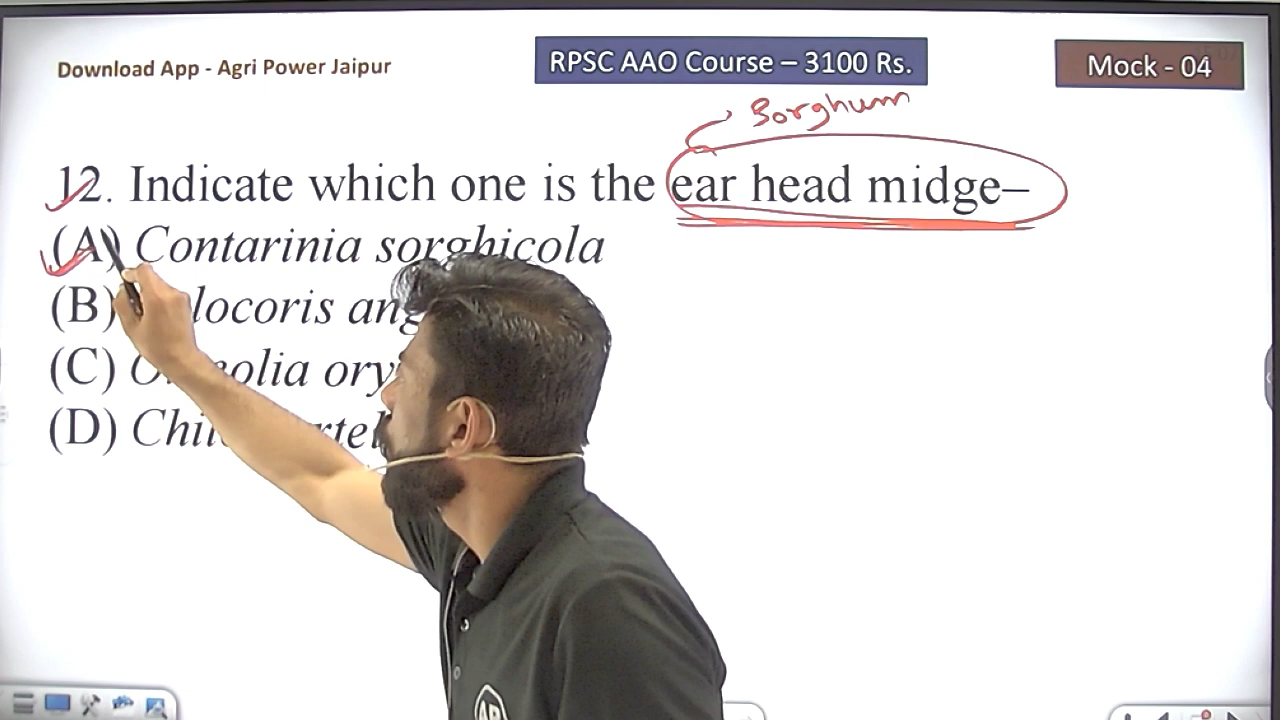 Download App - Agri Power Jaipur
RPSC AAO Course – 3100 Rs.
Mock - 04
Sorghum
12. Indicate which one is the ear head midge–
(A) Contarinia sorghicola
(B)
(C)
(D)